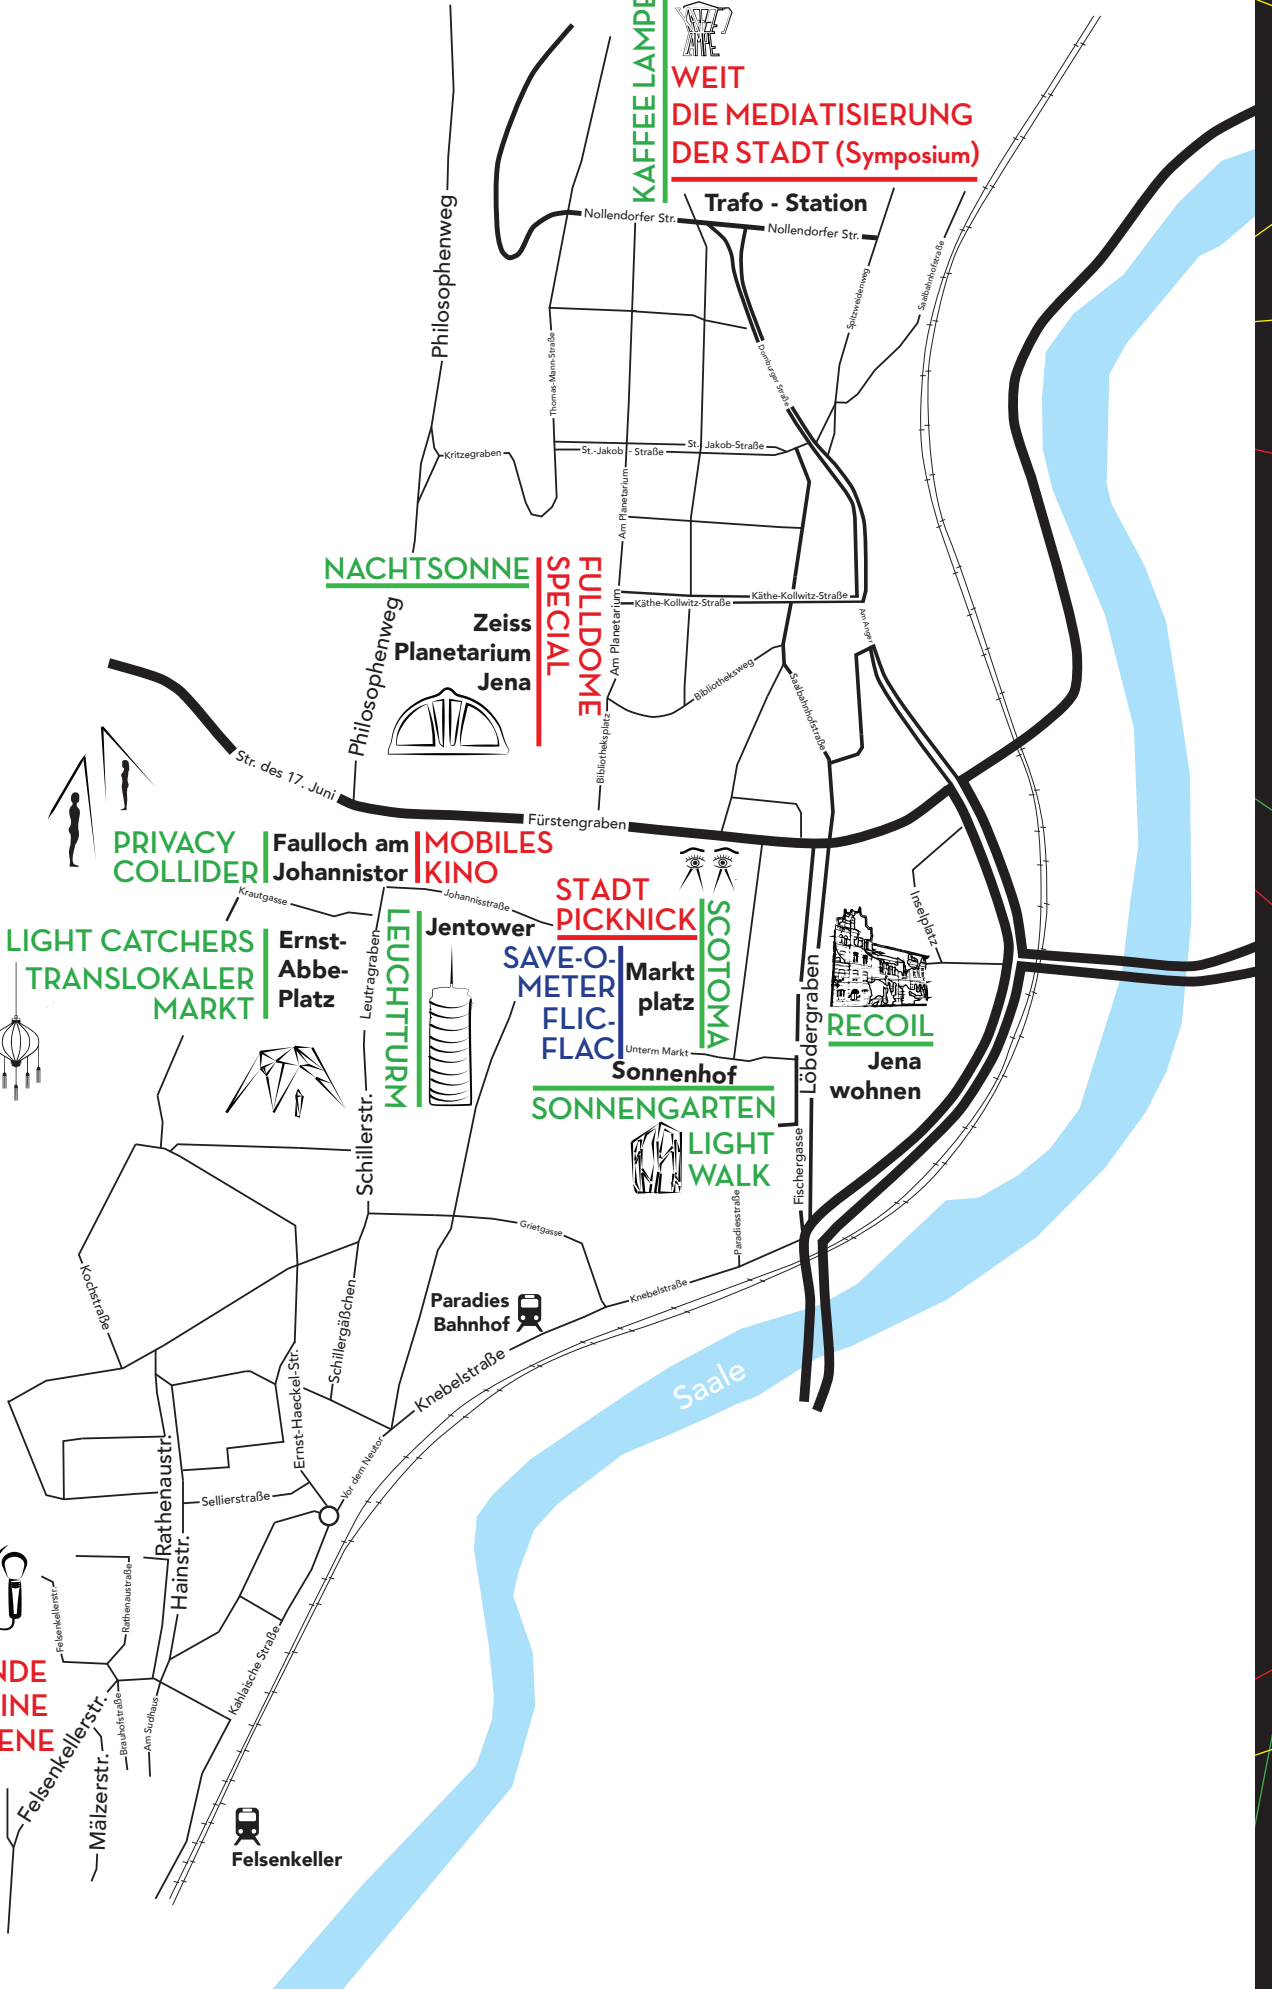 KAFFEE LAMPE
WEIT
DIE MEDIATISIERUNG
DER STADT (Symposium)
Trafo - Station
Nollendorfer Str.
Nollendorfer Str.
Philosophenweg
Saalbahnhofstraße
Spitzweidenweg
Thomas-Mann-Straße
Dornburger Straße
Kritzegraben
St.-Jakob - Straße
St. Jakob-Straße
Am Planetarium
NACHTSONNE
FULLDOME
SPECIAL
Zeiss
Planetarium
Jena
Käthe-Kollwitz-Straße
Käthe-Kollwitz-Straße
Am Planetarium
Am Anger
Philosophenweg
Bibliotheksweg
Saalbahnhofstraße
Bibliotheksplatz
Str. des 17. Juni
Fürstengraben
PRIVACY
COLLIDER
Faulloch am
Johannistor
MOBILES
KINO
Krautgasse
Johannisstraße
STADT
PICKNICK
SCOTOMA
Inselplatz
LIGHT CATCHERS
TRANSLOKALER
MARKT
Ernst-
Abbe-
Platz
Leutragraben
LEUCHTTURM
Jentower
SAVE-O-
METER
FLIC-
FLAC
Markt
platz
Unterm Markt
Löbdergraben
RECOIL
Jena
wohnen
Sonnenhof
SONNENGARTEN
LIGHT
WALK
Schillerstr.
Fischergasse
Paradiesstraße
Grietgasse
Knebelstraße
Kochstraße
Schillergäßchen
Paradies
Bahnhof
Knebelstraße
Saale
Ernst-Haeckel-Str.
Vor dem Neutor
Rathenaustr.
Sellierstraße
Hainstr.
Felsenkellerstr.
Rathenaustraße
Kahlaische Straße
NDE
INE
ENE
Felsenkellerstr.
Brauhofstraße
Am Sudhaus
Mälzerstr.
Felsenkeller